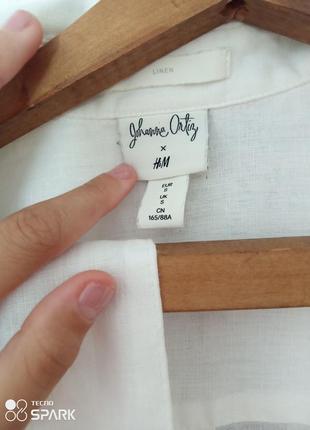 LINEN
Johanna Ortiz
x
H&M
EUR
S
UK
S
CN
165/88A
TECNO
SPARK